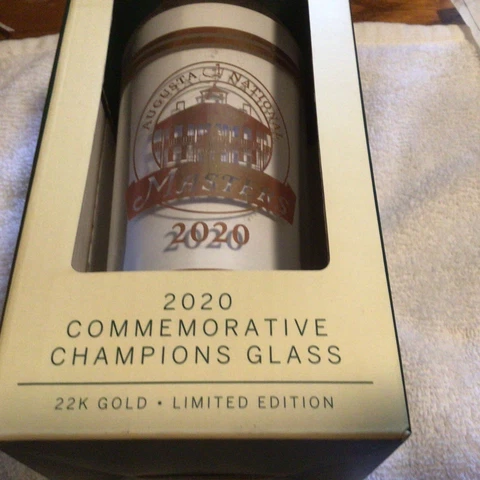 AUGUSTA NATIONAL
MASTERS
2020
2020
COMMEMORATIVE
CHAMPIONS GLASS
22K GOLD • LIMITED EDITION